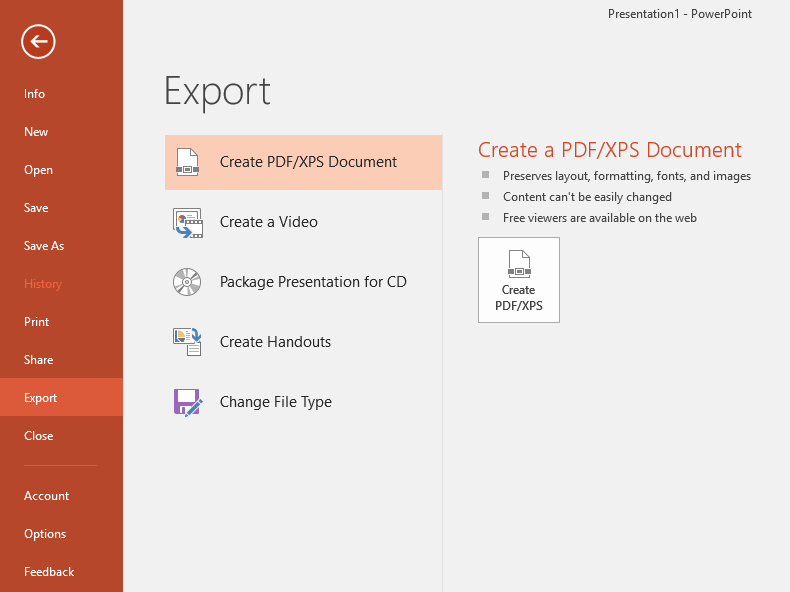 Presentation1 - PowerPoint
Info
New
Open
Save
Save As
History
Print
Share
Export
Close
Account
Options
Feedback
Export
Create PDF/XPS Document
Create a Video
Package Presentation for CD
Create Handouts
Change File Type
Create a PDF/XPS Document
Preserves layout, formatting, fonts, and images
Content can't be easily changed
Free viewers are available on the web
Create
PDF/XPS